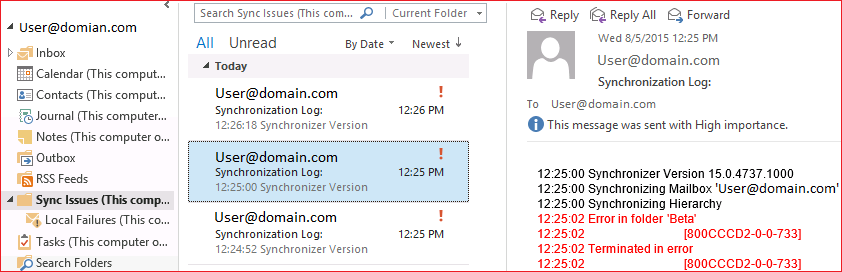 User@domian.com
Inbox
Calendar (This comput...
Contacts (This comput...
Journal (This compute...
Notes (This computer o
Outbox
RSS Feeds
Sync Issues (This comp...
Local Failures (This co...
Tasks (This computer o
Search Folders
Search Sync Issues (This com...
Current Folder
All Unread By Date Newest
Today
User@domain.com
Synchronization Log: 12:26 PM
12:26:18 Synchronizer Version
User@domain.com
Synchronization Log: 12:25 PM
12:25:00 Synchronizer Version
User@domain.com
Synchronization Log: 12:25 PM
12:24:52 Synchronizer Version
Reply Reply All Forward
Wed 8/5/2015 12:25 PM
User@domain.com
Synchronization Log:
To User@domain.com
This message was sent with High importance.
12:25:00 Synchronizer Version 15.0.4737.1000
12:25:00 Synchronizing Mailbox 'User@domian.com'
12:25:00 Synchronizing Hierarchy
12:25:02 Error in folder 'Beta'
12:25:02 [800CCCD2-0-0-733]
12:25:02 Terminated in error
12:25:02 [800CCCD2-0-0-733]